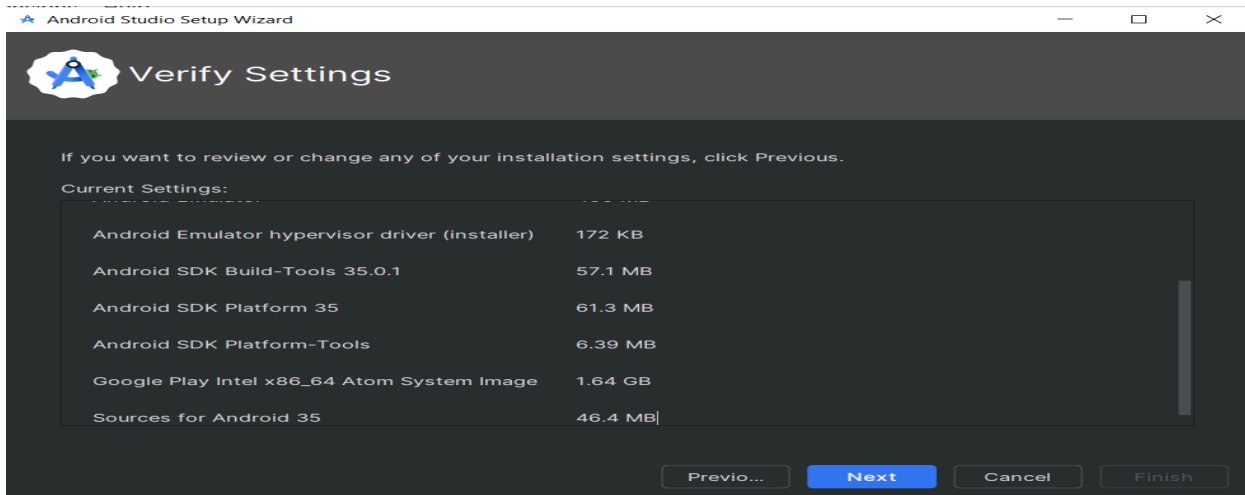 Android Studio Setup Wizard
Verify Settings
If you want to review or change any of your installation settings, click Previous.
Current Settings:
Android Emulator hypervisor driver (installer) 172 KB
Android SDK Build-Tools 35.0.1 57.1 MB
Android SDK Platform 35 61.3 MB
Android SDK Platform-Tools 6.39 MB
Google Play Intel x86_64 Atom System Image 1.64 GB
Sources for Android 35 46.4 MB
Previo... Next Cancel Finish